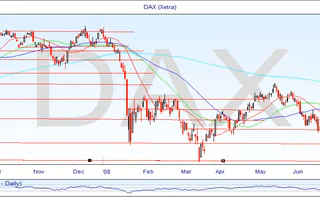 DAX (Xetra)
DAX
Nov Dec '08 Feb Mar Apr May Jun
- Daily)